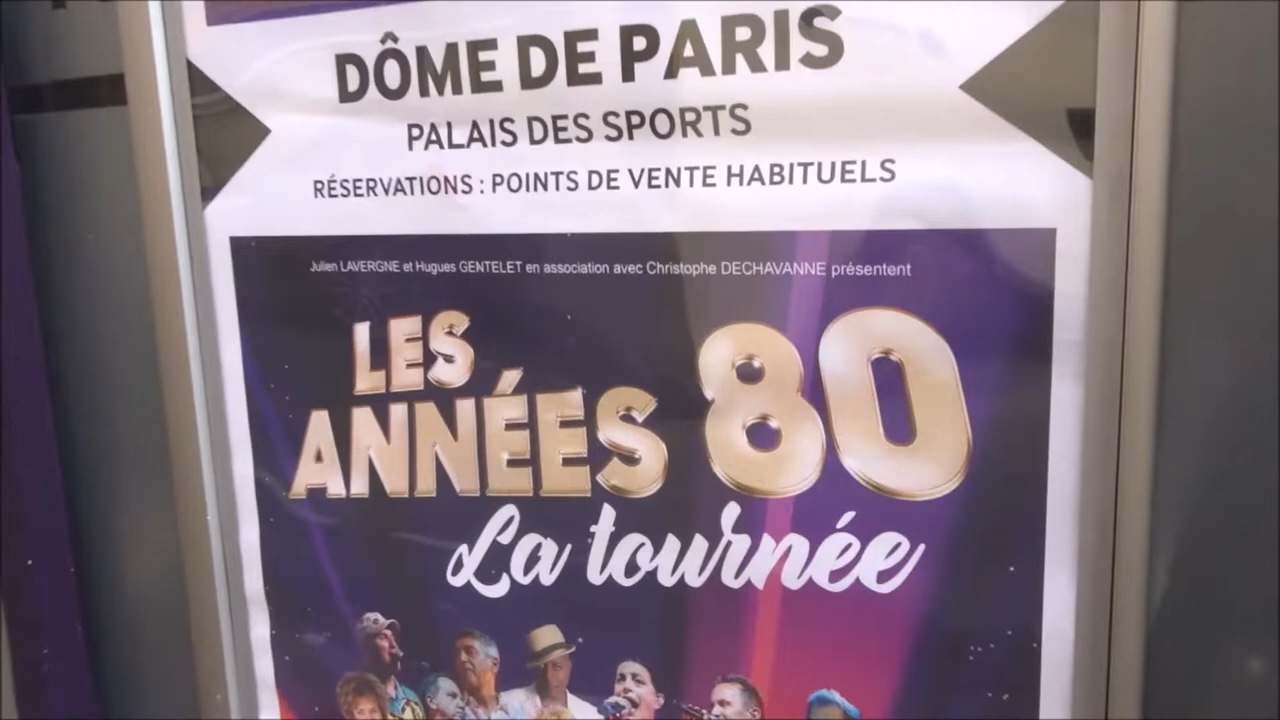 DÔME DE PARIS
PALAIS DES SPORTS
RÉSERVATIONS : POINTS DE VENTE HABITUELS
Julien LAVERGNE et Hugues GENTELET en association avec Christophe DECHAVANNE présentent
LES
ANNÉES 80
La tournée